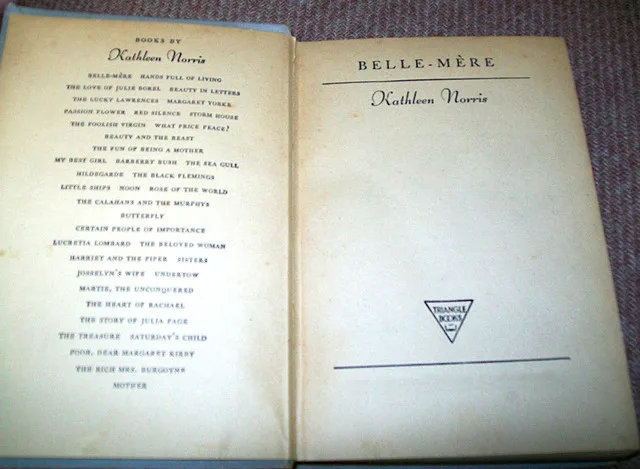 BOOKS BY
Kathleen Norris
BELLE-MÈRE HANDS FULL OF LIVING
THE LOVE OF JULIE BOREL BEAUTY IN LETTERS
THE LUCKY LAWRENCES MARGARET YORKE
PASSION FLOWER RED SILENCE STORM HOUSE
THE FOOLISH VIRGIN WHAT PRICE PEACE?
BEAUTY AND THE BEAST
THE FUN OF BEING A MOTHER
MY BEST GIRL BARBERRY BUSH THE SEA GULL
HILDEGARDE THE BLACK FLEMINGS
LITTLE SHIPS NOON ROSE OF THE WORLD
THE CALAHANS AND THE MURPHYS
BUTTERFLY
CERTAIN PEOPLE OF IMPORTANCE
LUCRETIA LOMBARD THE BELOVED WOMAN
HARRIET AND THE PIPER SISTERS
JOSSELYN'S WIFE UNDERTOW
MARTIE, THE UNCONQUERED
THE HEART OF RACHAEL
THE STORY OF JULIA PAGE
THE TREASURE SATURDAY'S CHILD
POOR, DEAR MARGARET KIRBY
THE RICH MRS. BURGOYNE
MOTHER
BELLE-MÈRE
Kathleen Norris
TRIANGLE
BOOKS